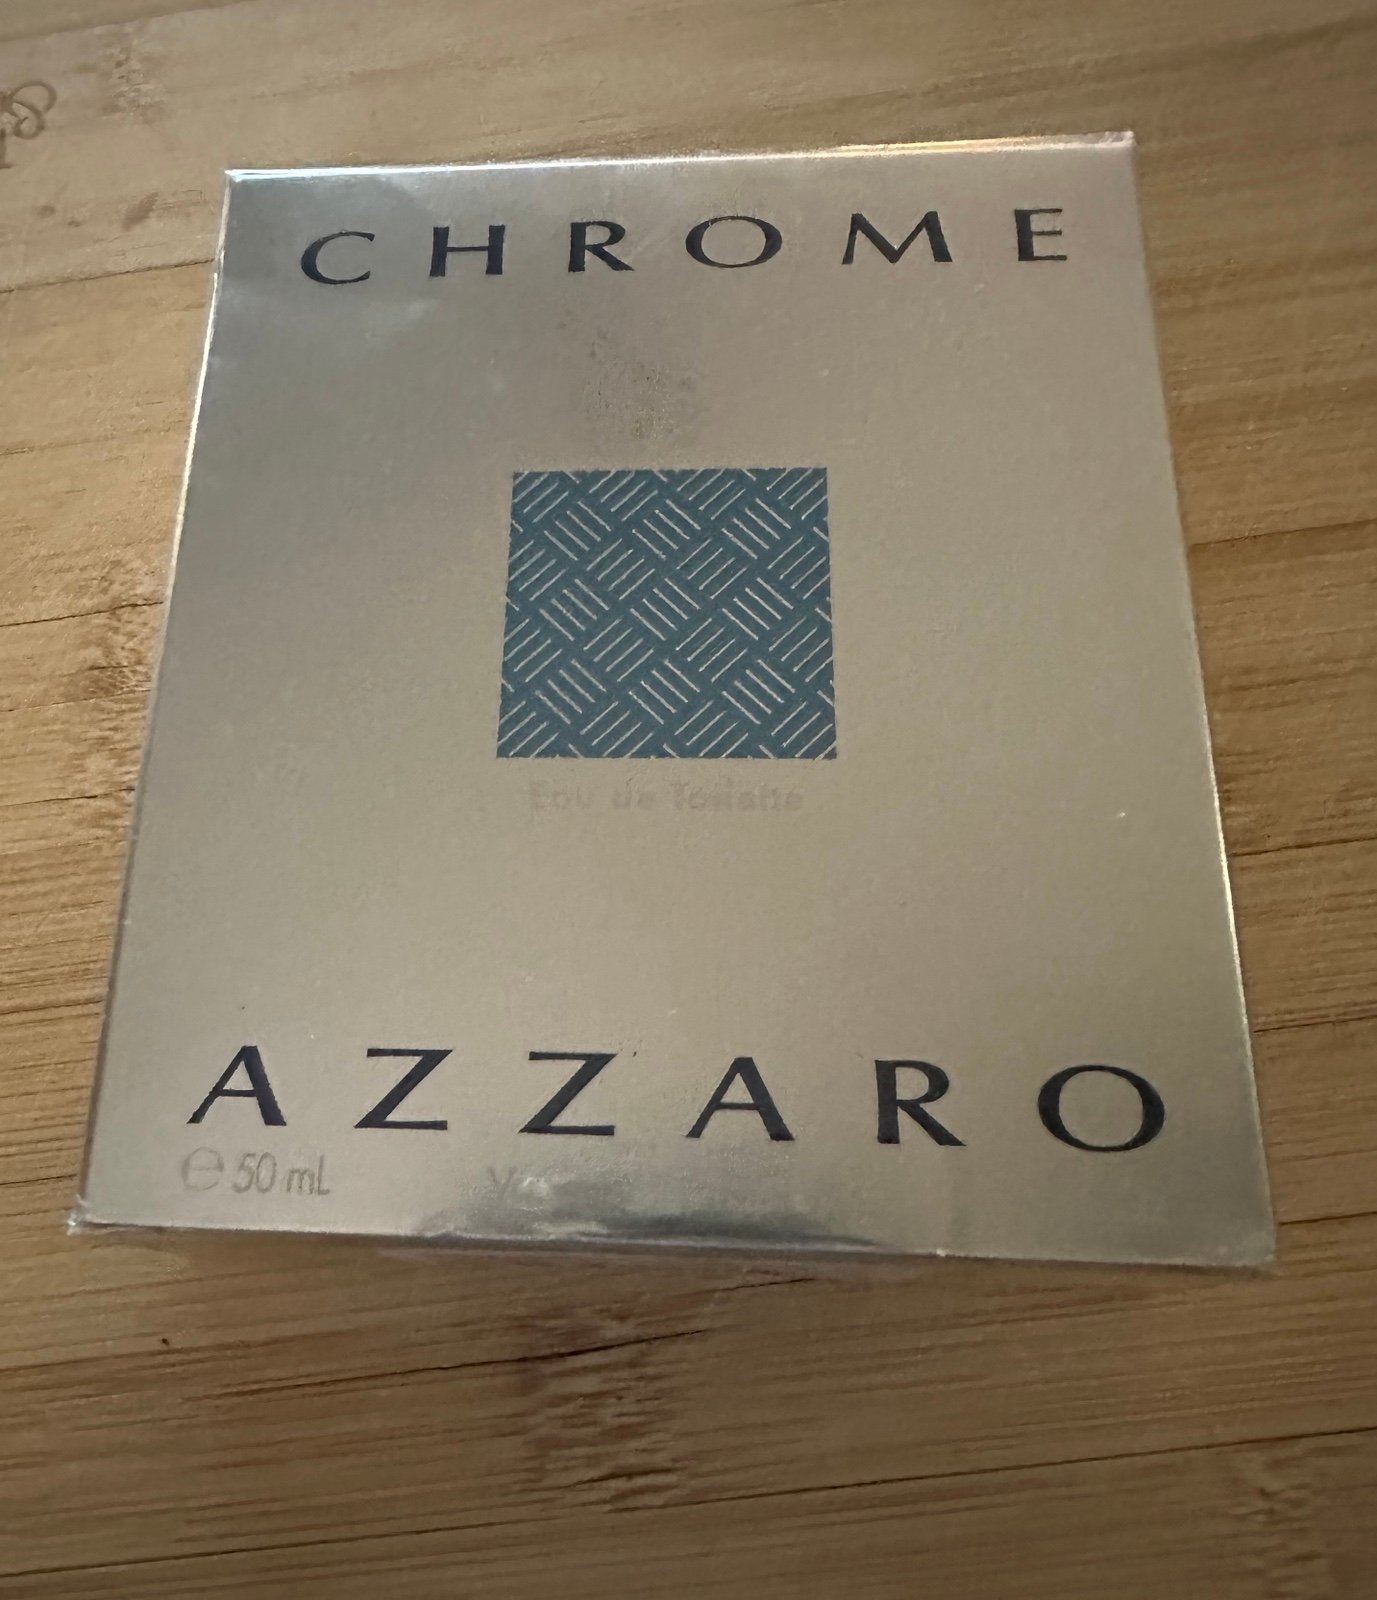 CHROME
Eau de Toilette
AZZARO
℮ 50 mL